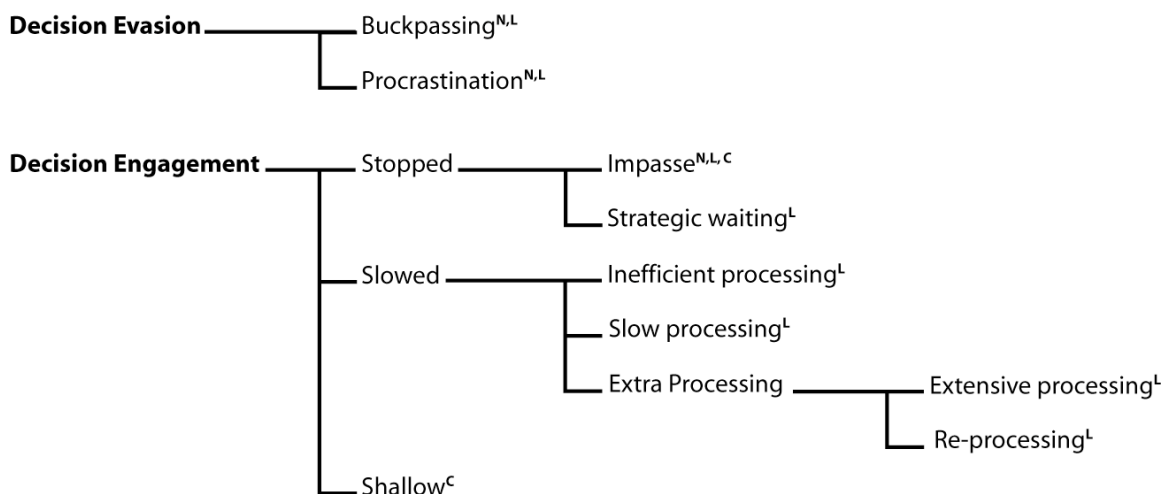 Decision Evasion Buckpassing^N,L
Procrastination^N,L
Decision Engagement Stopped Impasse^N,L, C
Strategic waiting^L
Slowed Inefficient processing^L
Slow processing^L
Extra Processing Extensive processing^L
Re-processing^L
Shallow^C